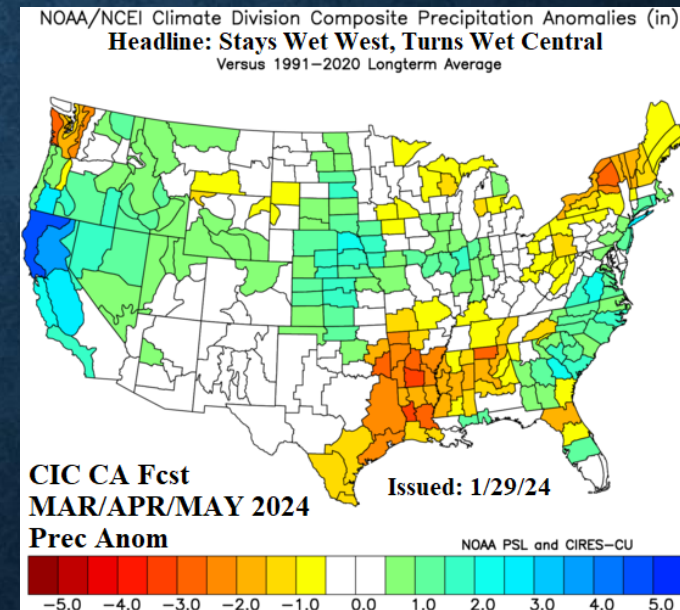 NOAA/NCEI Climate Division Composite Precipitation Anomalies (in)
Headline: Stays Wet West, Turns Wet Central
Versus 1991–2020 Longterm Average
CIC CA Fcst
MAR/APR/MAY 2024
Prec Anom
Issued: 1/29/24
NOAA PSL and CIRES–CU
−5.0 −4.0 −3.0 −2.0 −1.0 0.0 1.0 2.0 3.0 4.0 5.0